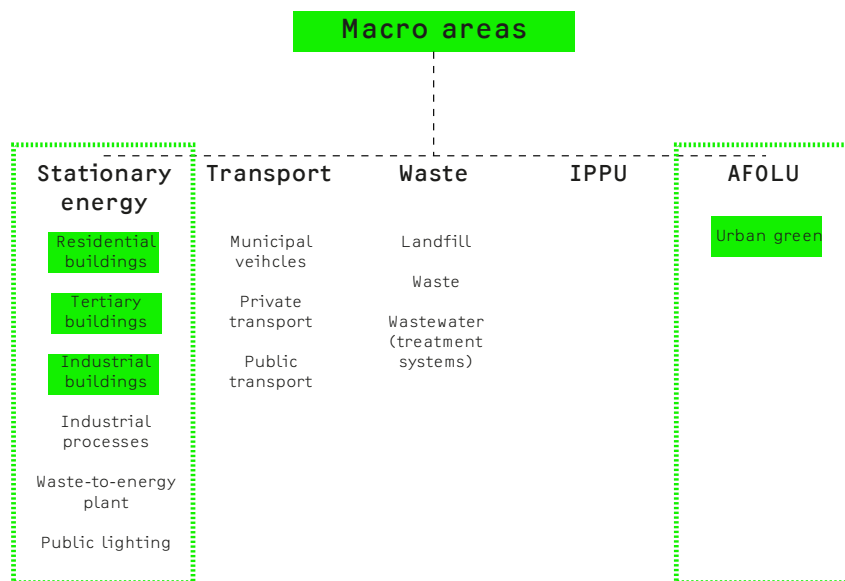 Macro areas
Stationary
energy
Residential
buildings
Tertiary
buildings
Industrial
buildings
Industrial
processes
Waste-to-energy
plant
Public lighting
Transport
Municipal
veihcles
Private
transport
Public
transport
Waste
Landfill
Waste
Wastewater
(treatment
systems)
IPPU
AFOLU
Urban green